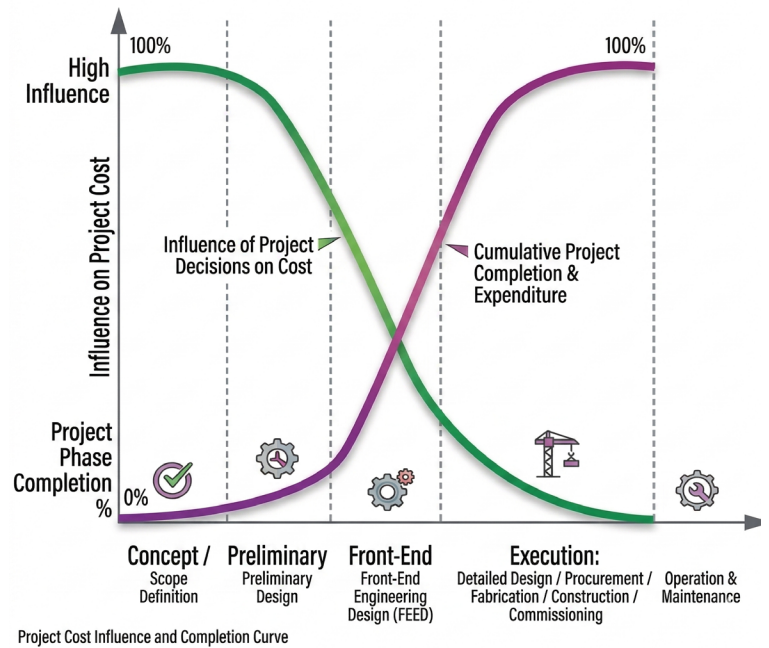 100%
100%
High
Influence
Influence on Project Cost
Influence of Project
Decisions on Cost
Cumulative Project
Completion &
Expenditure
Project
Phase
Completion
%
0%
Concept /
Scope
Definition
Preliminary
Preliminary
Design
Front-End
Front-End
Engineering
Design (FEED)
Execution:
Detailed Design / Procurement /
Fabrication / Construction /
Commissioning
Operation &
Maintenance
Project Cost Influence and Completion Curve